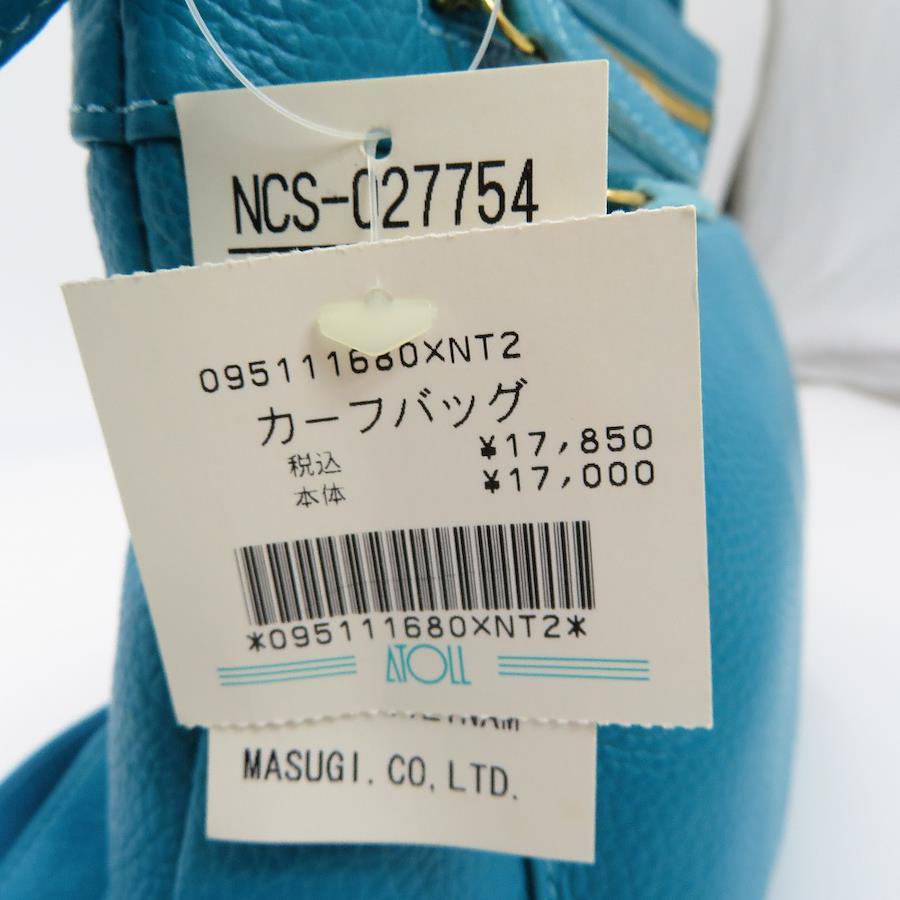 NCS-027754
095111680XNT2
カーフバッグ
税込 ¥17,850
本体 ¥17,000
*095111680XNT2*
ATOLL
MASUGI.CO,LTD.